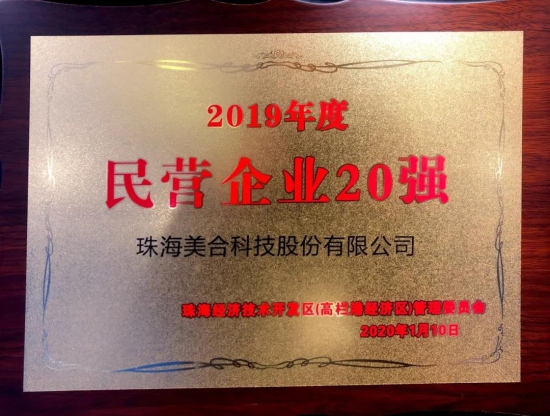 2019年度
民营企业20强
珠海美合科技股份有限公司
珠海经济技术开发区(高栏港经济区)管理委员会
2020年1月10日